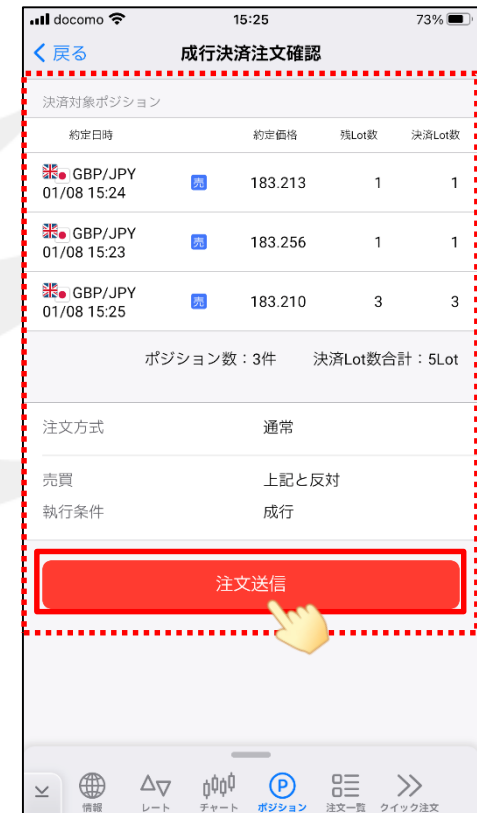 docomo 15:25 73%
戻る 成行決済注文確認
決済対象ポジション
約定日時 約定価格 残Lot数 決済Lot数
GBP/JPY
01/08 15:24 売 183.213 1 1
GBP/JPY
01/08 15:23 売 183.256 1 1
GBP/JPY
01/08 15:25 売 183.210 3 3
ポジション数：3件 決済Lot数合計：5Lot
注文方式 通常
売買 上記と反対
執行条件 成行
注文送信
P
情報 レート チャート ポジション 注文一覧 クイック注文